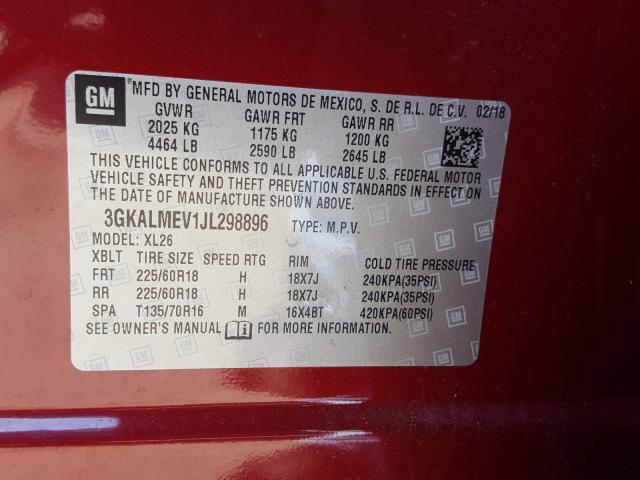 GM
®MFD BY GENERAL MOTORS DE MEXICO, S. DE R.L. DE C.V. 02/18
GVWR GAWR FRT GAWR RR
2025 KG 1175 KG 1200 KG
4464 LB 2590 LB 2645 LB
THIS VEHICLE CONFORMS TO ALL APPLICABLE U.S. FEDERAL MOTOR
VEHICLE SAFETY AND THEFT PREVENTION STANDARDS IN EFFECT ON
THE DATE OF MANUFACTURE SHOWN ABOVE.
3GKALMEV1JL298896 TYPE: M.P.V.
MODEL: XL26
XBLT TIRE SIZE SPEED RTG RIM COLD TIRE PRESSURE
FRT 225/60R18 H 18X7J 240KPA(35PSI)
RR 225/60R18 H 18X7J 240KPA(35PSI)
SPA T135/70R16 M 16X4BT 420KPA(60PSI)
SEE OWNER'S MANUAL FOR MORE INFORMATION.